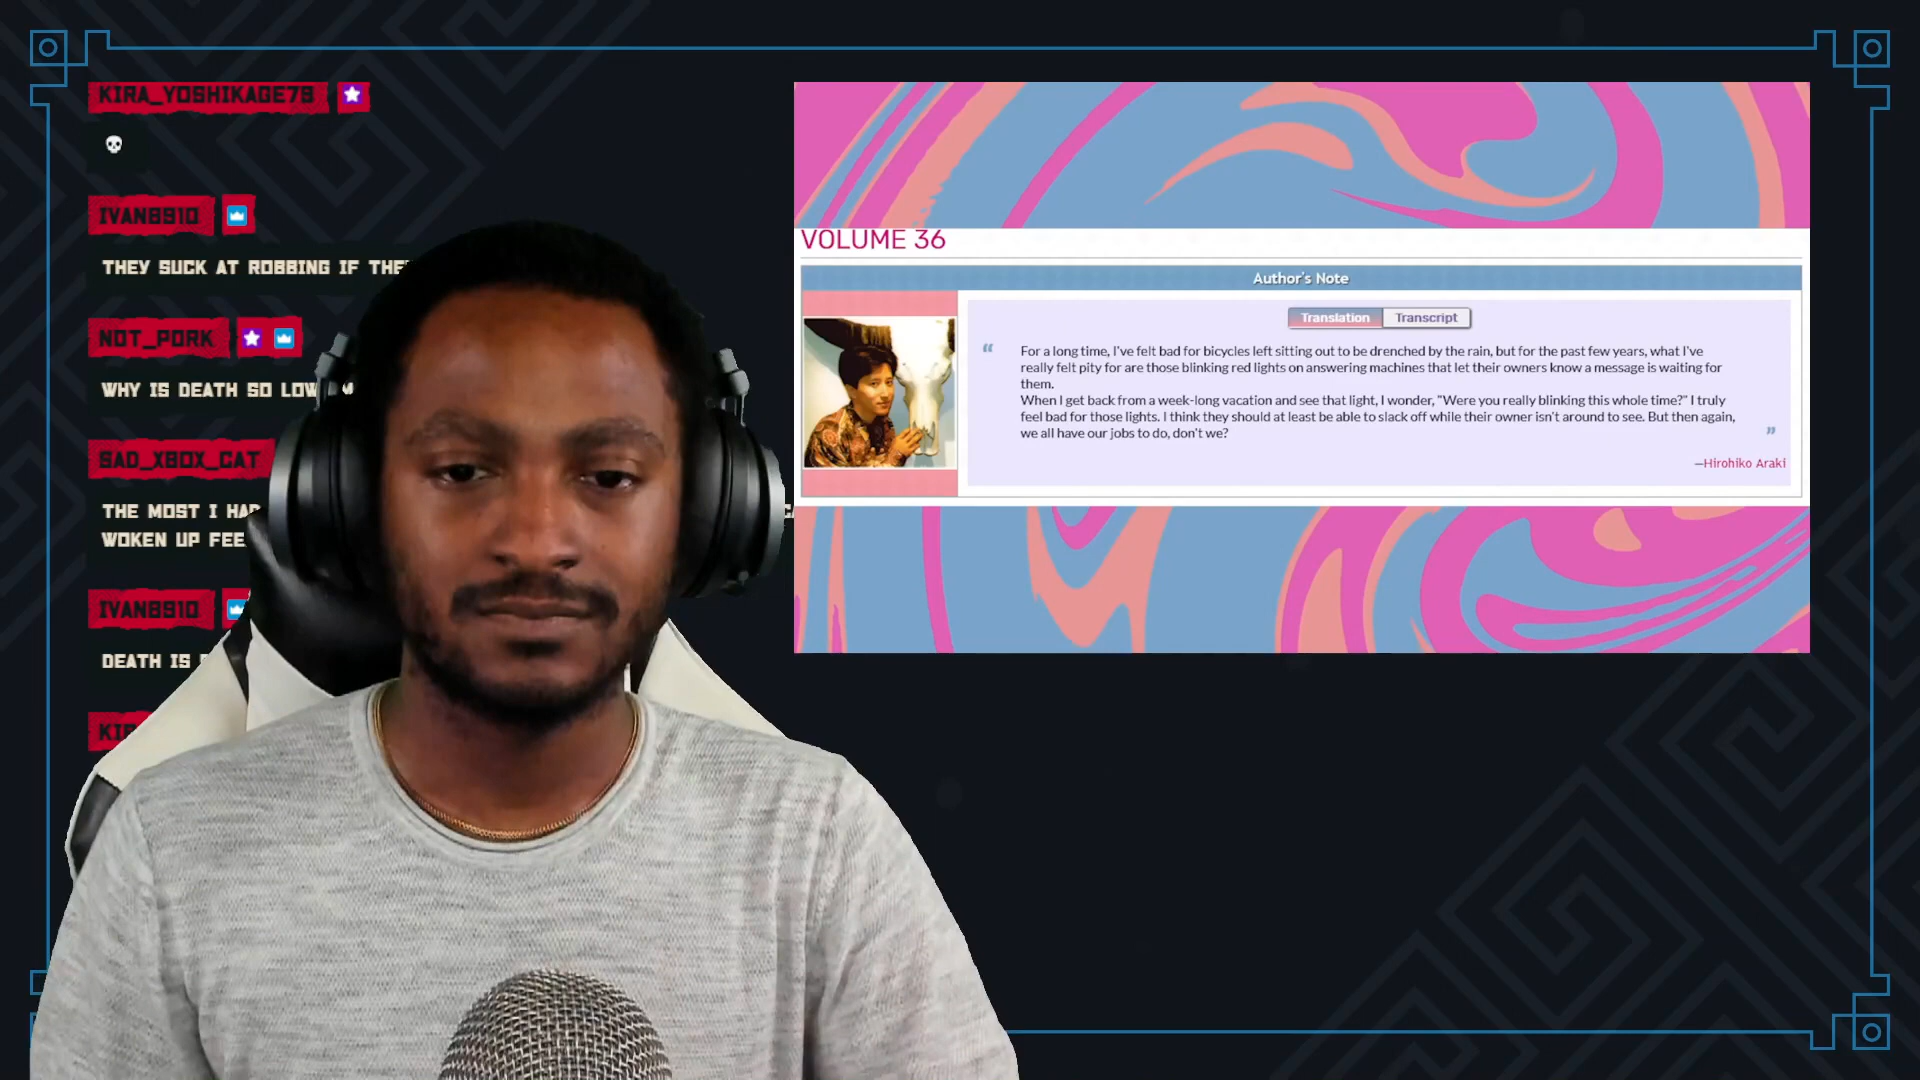 KIRA_YOSHIKAGE79
IVAN8910
THEY SUCK AT ROBBING IF
NOT_PORK
WHY IS DEATH SO LOW
SAD_XBOX_CAT
THE MOST I
WOKEN UP
IVAN8910
DEATH IS
VOLUME 36
Author's Note
Translation Transcript
“ For a long time, I've felt bad for bicycles left sitting out to be drenched by the rain, but for the past few years, what I've
really felt pity for are those blinking red lights on answering machines that let their owners know a message is waiting for
them.
When I get back from a week-long vacation and see that light, I wonder, "Were you really blinking this whole time?" I truly
feel bad for those lights. I think they should at least be able to slack off while their owner isn't around to see. But then again,
we all have our jobs to do, don't we? ”
—Hirohiko Araki